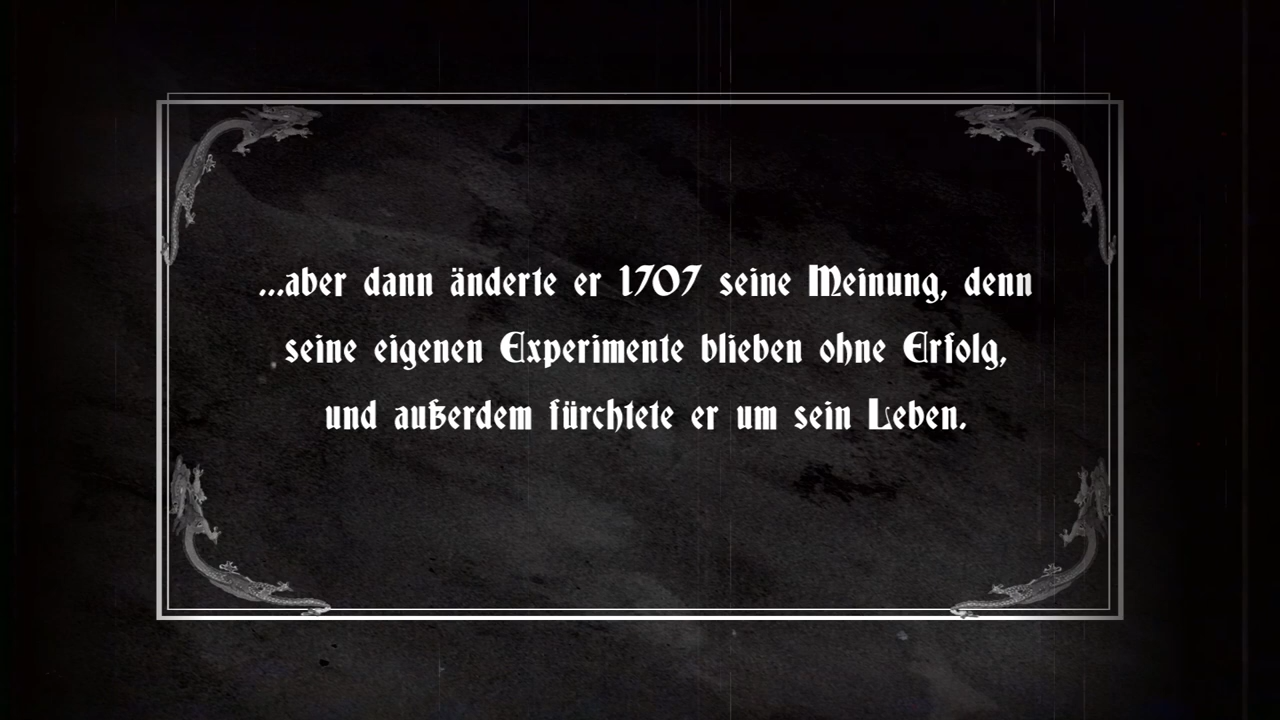 ...aber dann änderte er 1707 seine Meinung, denn
seine eigenen Experimente blieben ohne Erfolg,
und außerdem fürchtete er um sein Leben.